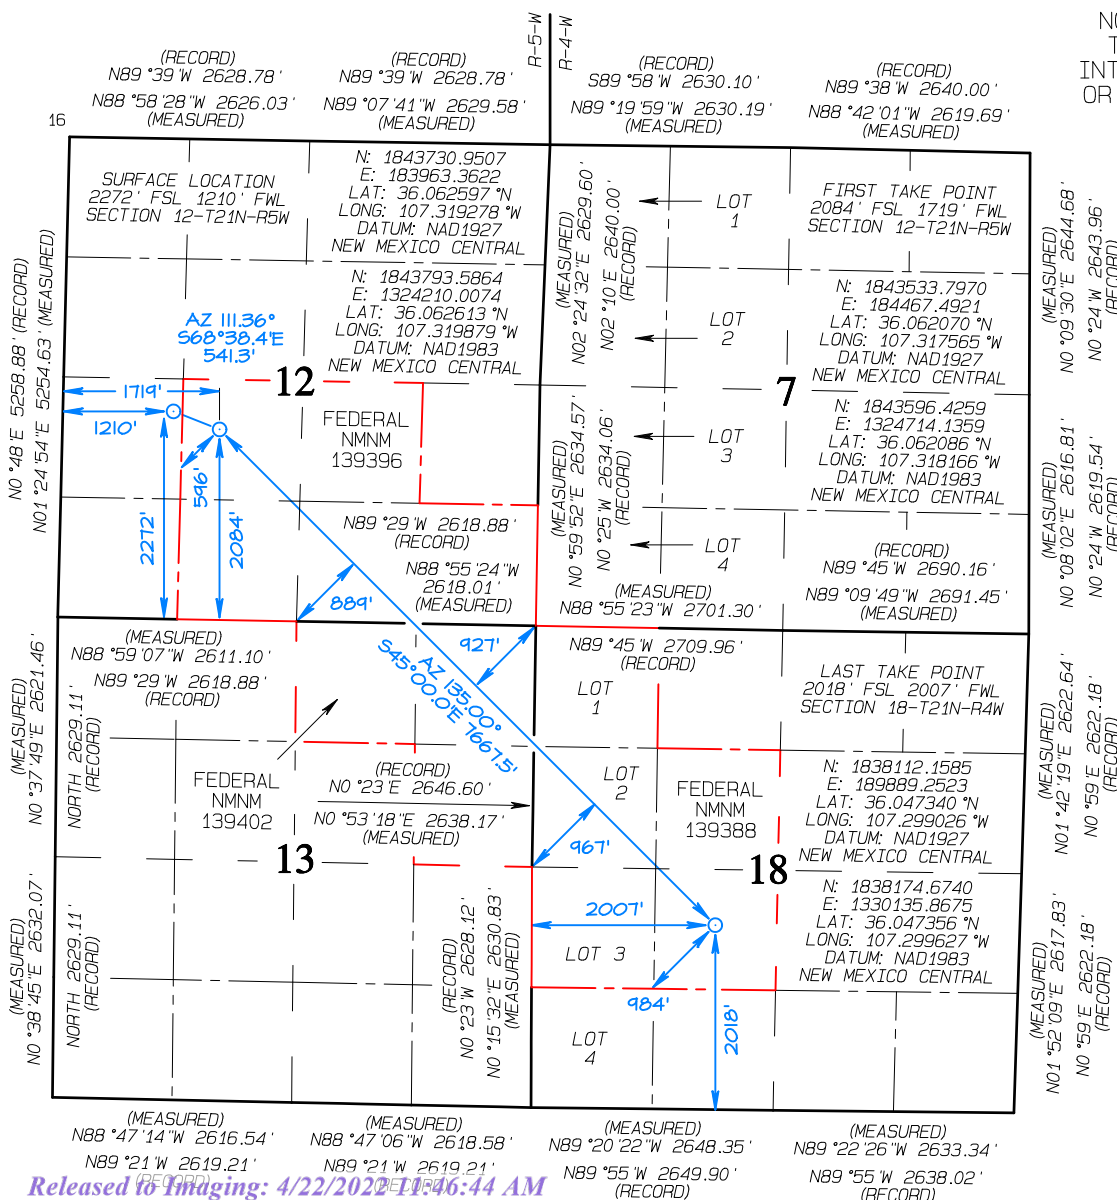 NO
T
INT
OR
R-5-W
R-4-W
(RECORD)
N89°39'W 2628.78'
N88°58'28"W 2626.03'
(MEASURED)
(RECORD)
N89°39'W 2628.78'
N89°07'41"W 2629.58'
(MEASURED)
(RECORD)
S89°58'W 2630.10'
N89°19'59"W 2630.19'
(MEASURED)
(RECORD)
N89°38'W 2640.00'
N88°42'01"W 2619.69'
(MEASURED)
16
SURFACE LOCATION
2272' FSL 1210' FWL
SECTION 12-T21N-R5W
N: 1843730.9507
E: 183963.3622
LAT: 36.062597°N
LONG: 107.319278°W
DATUM: NAD1927
NEW MEXICO CENTRAL
N: 1843793.5864
E: 1324210.0074
LAT: 36.062613°N
LONG: 107.319879°W
DATUM: NAD1983
NEW MEXICO CENTRAL
(MEASURED)
N02°24'32"E 2629.60'
N02°10'E 2640.00'
(RECORD)
LOT
1
LOT
2
LOT
3
LOT
4
FIRST TAKE POINT
2084' FSL 1719' FWL
SECTION 12-T21N-R5W
N: 1843533.7970
E: 184467.4921
LAT: 36.062070°N
LONG: 107.317565°W
DATUM: NAD1927
NEW MEXICO CENTRAL
7
N: 1843596.4259
E: 1324714.1359
LAT: 36.062086°N
LONG: 107.318166°W
DATUM: NAD1983
NEW MEXICO CENTRAL
(MEASURED)
N0°09'30"E 2644.68'
N0°24'W 2643.96'
(RECORD)
(MEASURED)
N0°08'02"E 2616.81'
N0°24'W 2619.54'
(RECORD)
N0°48'E 5258.88' (RECORD)
N01°24'54"E 5254.63' (MEASURED)
AZ 111.36°
S68°38.4'E
541.3'
1719'
1210'
12
FEDERAL
NMNM
139396
596'
2272'
2084'
889'
N89°29'W 2618.88'
(RECORD)
N88°55'24"W
2618.01'
(MEASURED)
(MEASURED)
N0°59'52"E 2634.57'
N0°25'W 2634.06'
(RECORD)
(MEASURED)
N88°55'23"W 2701.30'
N89°45'W 2709.96'
(RECORD)
(RECORD)
N89°45'W 2690.16'
N89°09'49"W 2691.45'
(MEASURED)
(MEASURED)
N88°59'07"W 2611.10'
N89°29'W 2618.88'
(RECORD)
927'
AZ 135.00°
S45°00.0'E 7667.5'
LOT
1
LOT
2
LAST TAKE POINT
2018' FSL 2007' FWL
SECTION 18-T21N-R4W
(MEASURED)
N0°37'49"E 2621.46'
NORTH 2629.11'
(RECORD)
FEDERAL
NMNM
139402
(RECORD)
N0°23'E 2646.60'
N0°53'18"E 2638.17'
(MEASURED)
13
FEDERAL
NMNM
139388
18
N: 1838112.1585
E: 189889.2523
LAT: 36.047340°N
LONG: 107.299026°W
DATUM: NAD1927
NEW MEXICO CENTRAL
N: 1838174.6740
E: 1330135.8675
LAT: 36.047356°N
LONG: 107.299627°W
DATUM: NAD1983
NEW MEXICO CENTRAL
(MEASURED)
N01°42'19"E 2622.64'
N0°59'E 2622.18'
(RECORD)
967'
2007'
LOT 3
984'
2018'
LOT
4
(MEASURED)
N0°38'45"E 2632.07'
NORTH 2629.11'
(RECORD)
(RECORD)
N0°23'W 2628.12'
N0°15'32"E 2630.83'
(MEASURED)
(MEASURED)
N01°52'09"E 2617.83'
N0°59'E 2622.18'
(RECORD)
(MEASURED)
N88°47'14"W 2616.54'
N89°21'W 2619.21'
(RECORD)
(MEASURED)
N88°47'06"W 2618.58'
N89°21'W 2619.21'
(RECORD)
(MEASURED)
N89°20'22"W 2648.35'
N89°55'W 2649.90'
(RECORD)
(MEASURED)
N89°22'26"W 2633.34'
N89°55'W 2638.02'
(RECORD)
Released to Imaging: 4/22/2021 11:46:44 AM